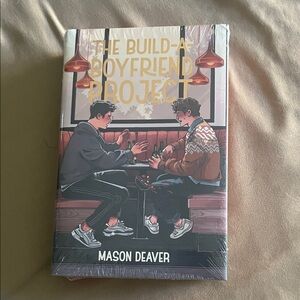 THE BUILD-A-
BOYFRIEND
PROJECT
MASON DEAVER